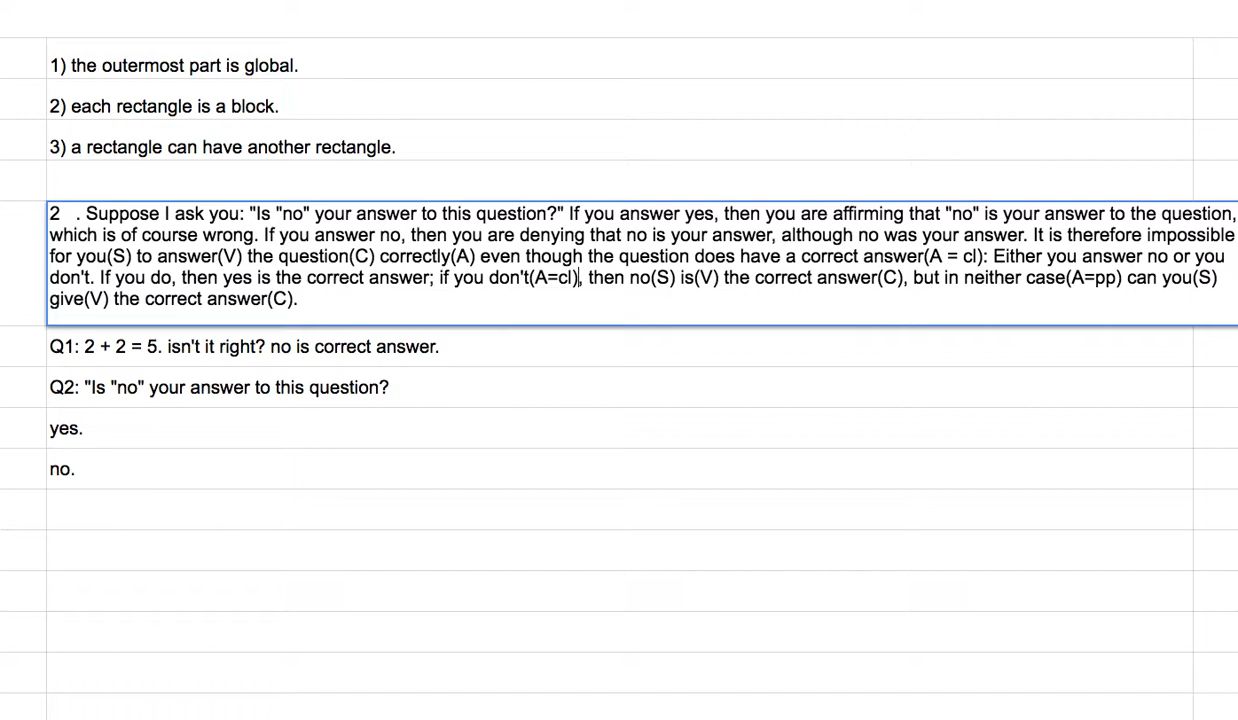 1) the outermost part is global.
2) each rectangle is a block.
3) a rectangle can have another rectangle.
2 . Suppose I ask you: "Is "no" your answer to this question?" If you answer yes, then you are affirming that "no" is your answer to the question,
which is of course wrong. If you answer no, then you are denying that no is your answer, although no was your answer. It is therefore impossible
for you(S) to answer(V) the question(C) correctly(A) even though the question does have a correct answer(A = cl): Either you answer no or you
don't. If you do, then yes is the correct answer; if you don't(A=cl), then no(S) is(V) the correct answer(C), but in neither case(A=pp) can you(S)
give(V) the correct answer(C).
Q1: 2 + 2 = 5. isn't it right? no is correct answer.
Q2: "Is "no" your answer to this question?
yes.
no.